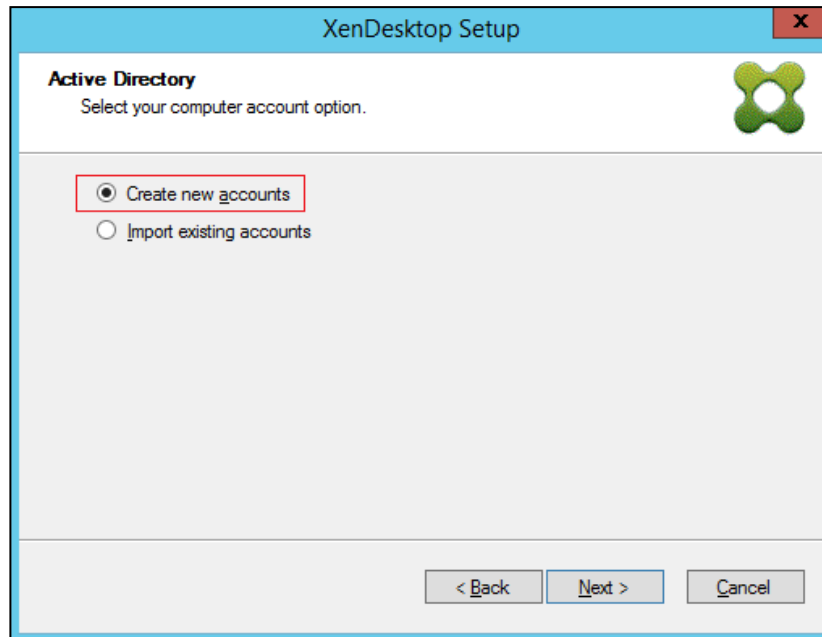 XenDesktop Setup
x
Active Directory
Select your computer account option.
Create new accounts
Import existing accounts
< Back Next > Cancel